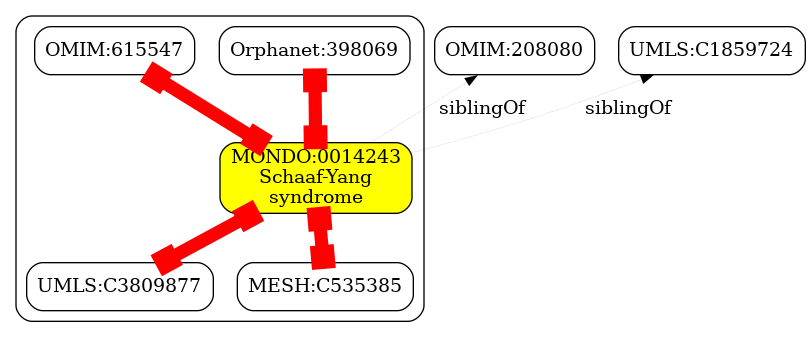 OMIM:615547
Orphanet:398069
OMIM:208080
UMLS:C1859724
siblingOf
siblingOf
MONDO:0014243
Schaaf-Yang
syndrome
UMLS:C3809877
MESH:C535385